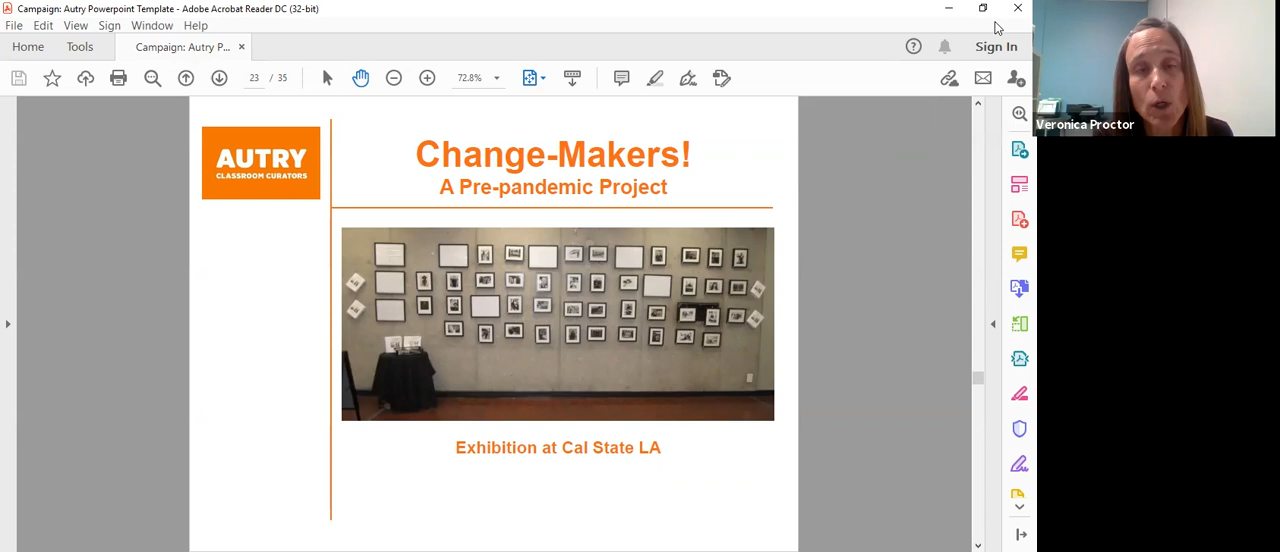 Campaign: Autry Powerpoint Template - Adobe Acrobat Reader DC (32-bit)
File Edit View Sign Window Help
Home Tools Campaign: Autry P... Sign In
23 / 35 72.8%
Veronica Proctor
AUTRY
CLASSROOM CURATORS
Change-Makers!
A Pre-pandemic Project
Exhibition at Cal State LA